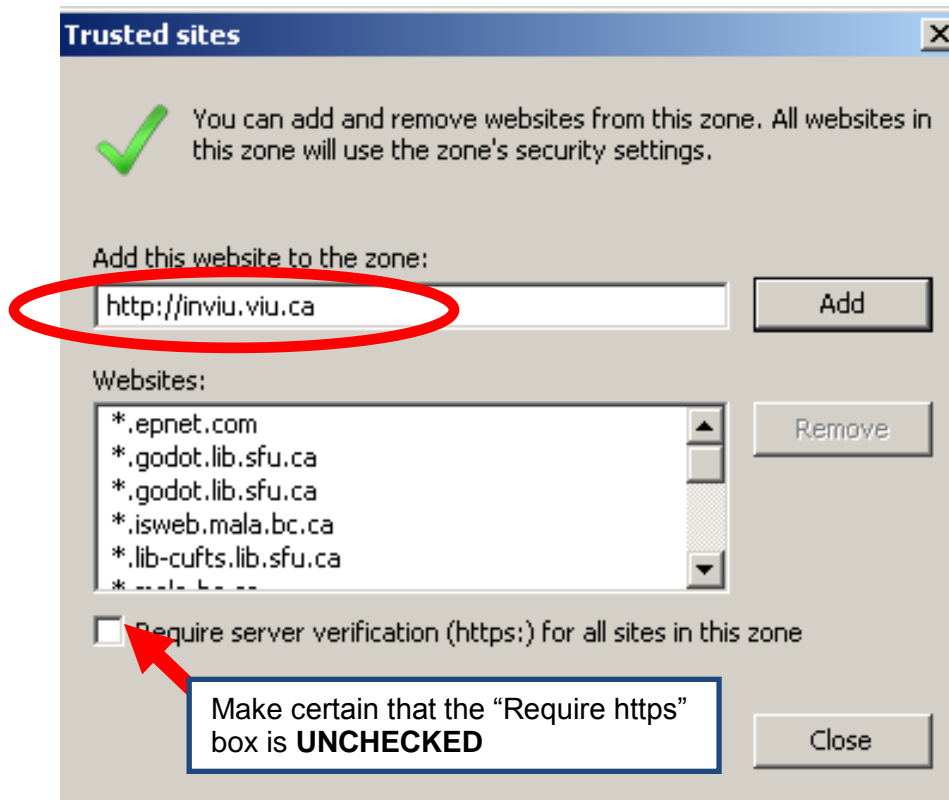 Trusted sites
You can add and remove websites from this zone. All websites in
this zone will use the zone's security settings.
Add this website to the zone:
http://inviu.viu.ca
Add
Websites:
*.epnet.com
*.godot.lib.sfu.ca
*.godot.lib.sfu.ca
*.isweb.mala.bc.ca
*.lib-cufts.lib.sfu.ca
Remove
Require server verification (https:) for all sites in this zone
Make certain that the “Require https”
box is UNCHECKED
Close